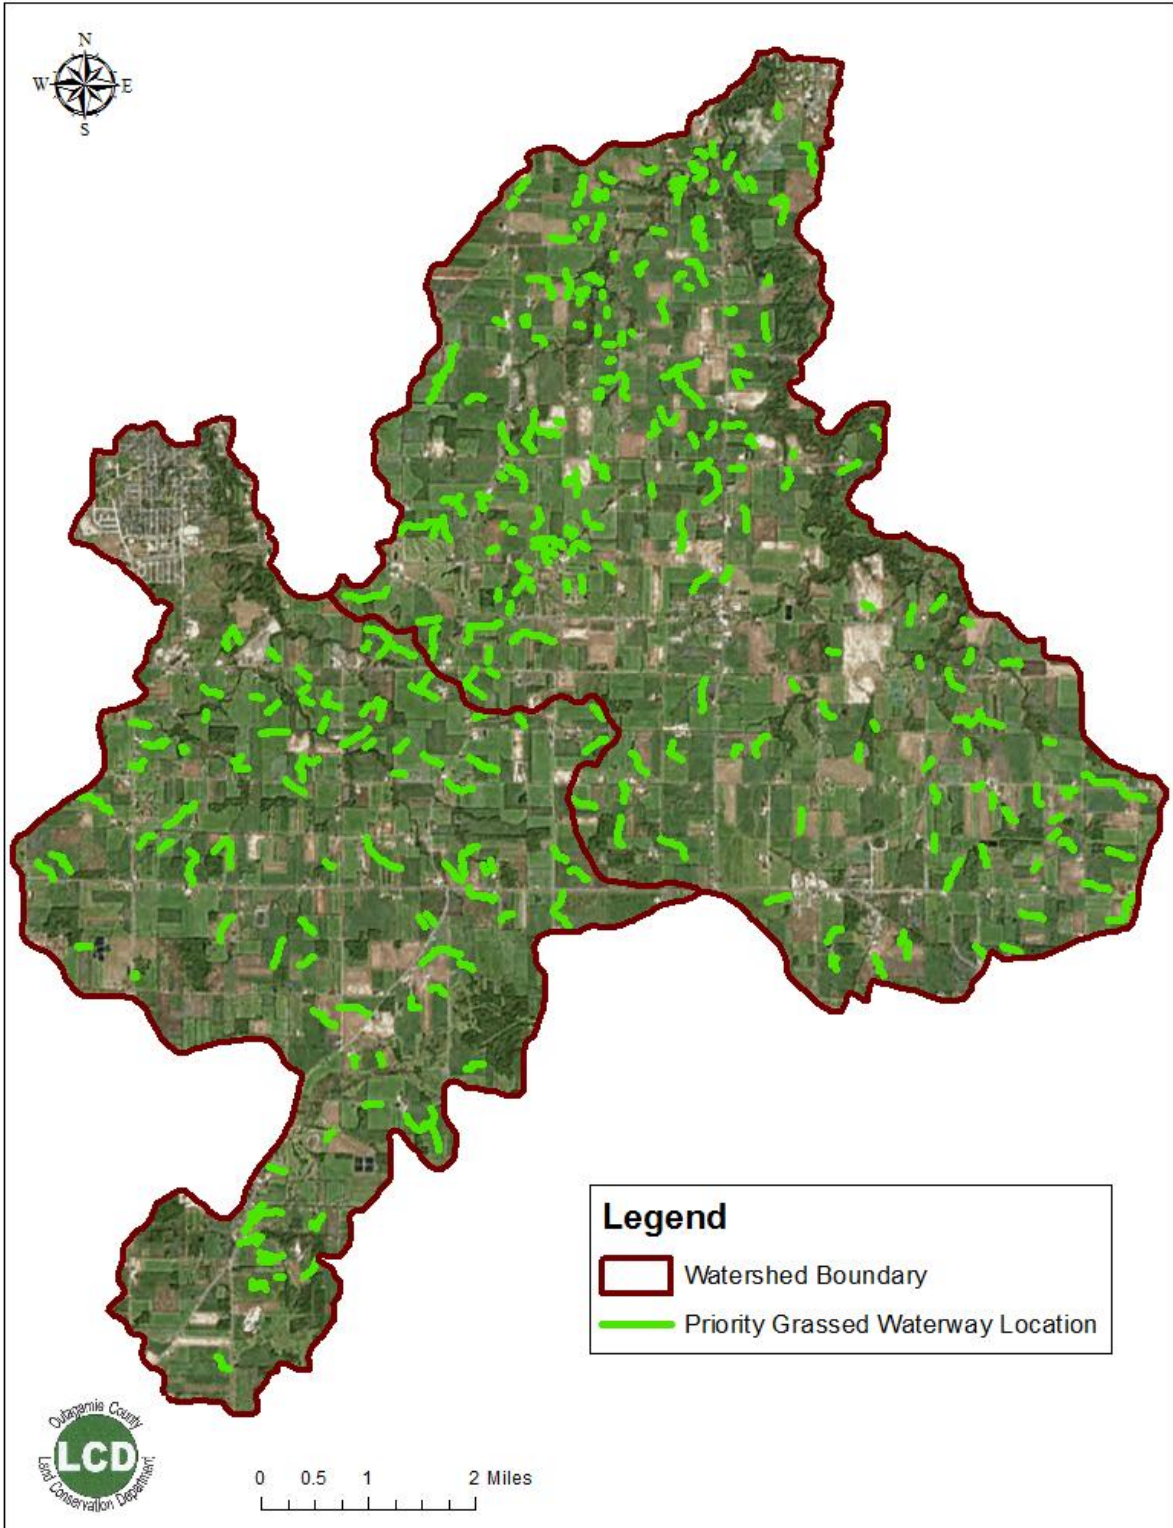 N
W E
S
Legend
Watershed Boundary
Priority Grassed Waterway Location
Outagamie County
LCD
Land Conservation Department
0 0.5 1 2 Miles